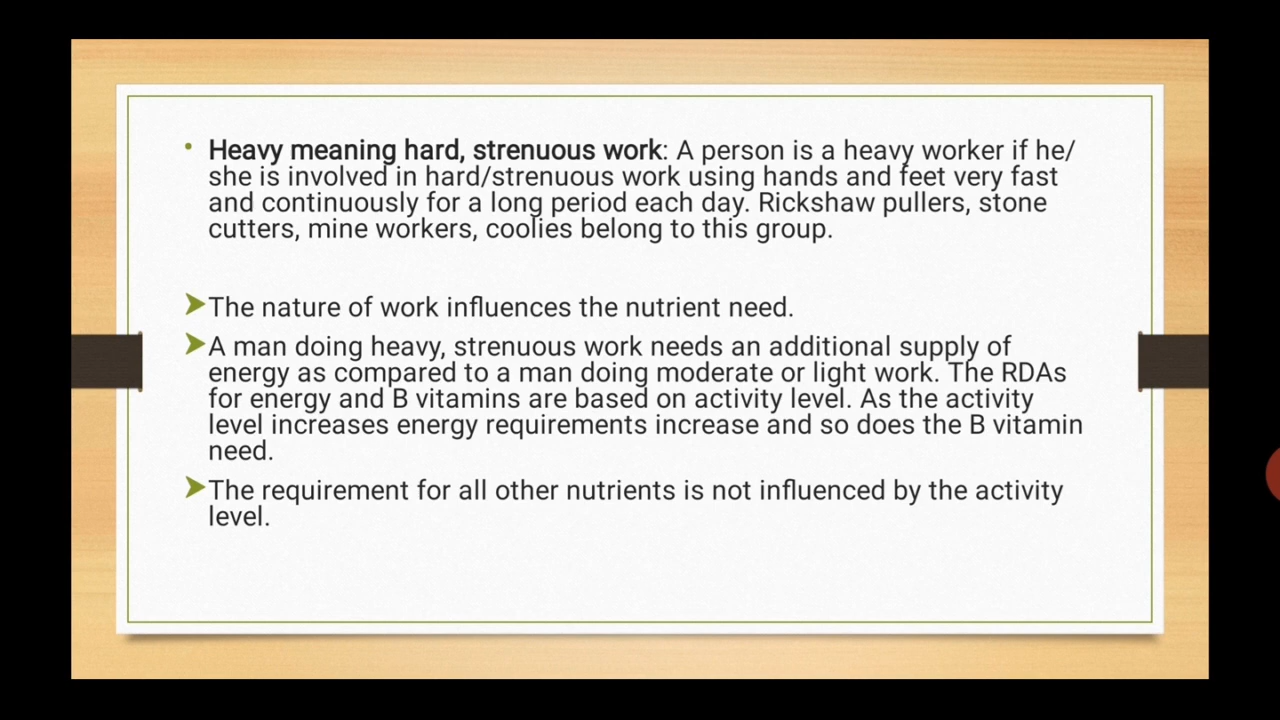 • Heavy meaning hard, strenuous work: A person is a heavy worker if he/
she is involved in hard/strenuous work using hands and feet very fast
and continuously for a long period each day. Rickshaw pullers, stone
cutters, mine workers, coolies belong to this group.
➤The nature of work influences the nutrient need.
➤A man doing heavy, strenuous work needs an additional supply of
energy as compared to a man doing moderate or light work. The RDAs
for energy and B vitamins are based on activity level. As the activity
level increases energy requirements increase and so does the B vitamin
need.
➤The requirement for all other nutrients is not influenced by the activity
level.